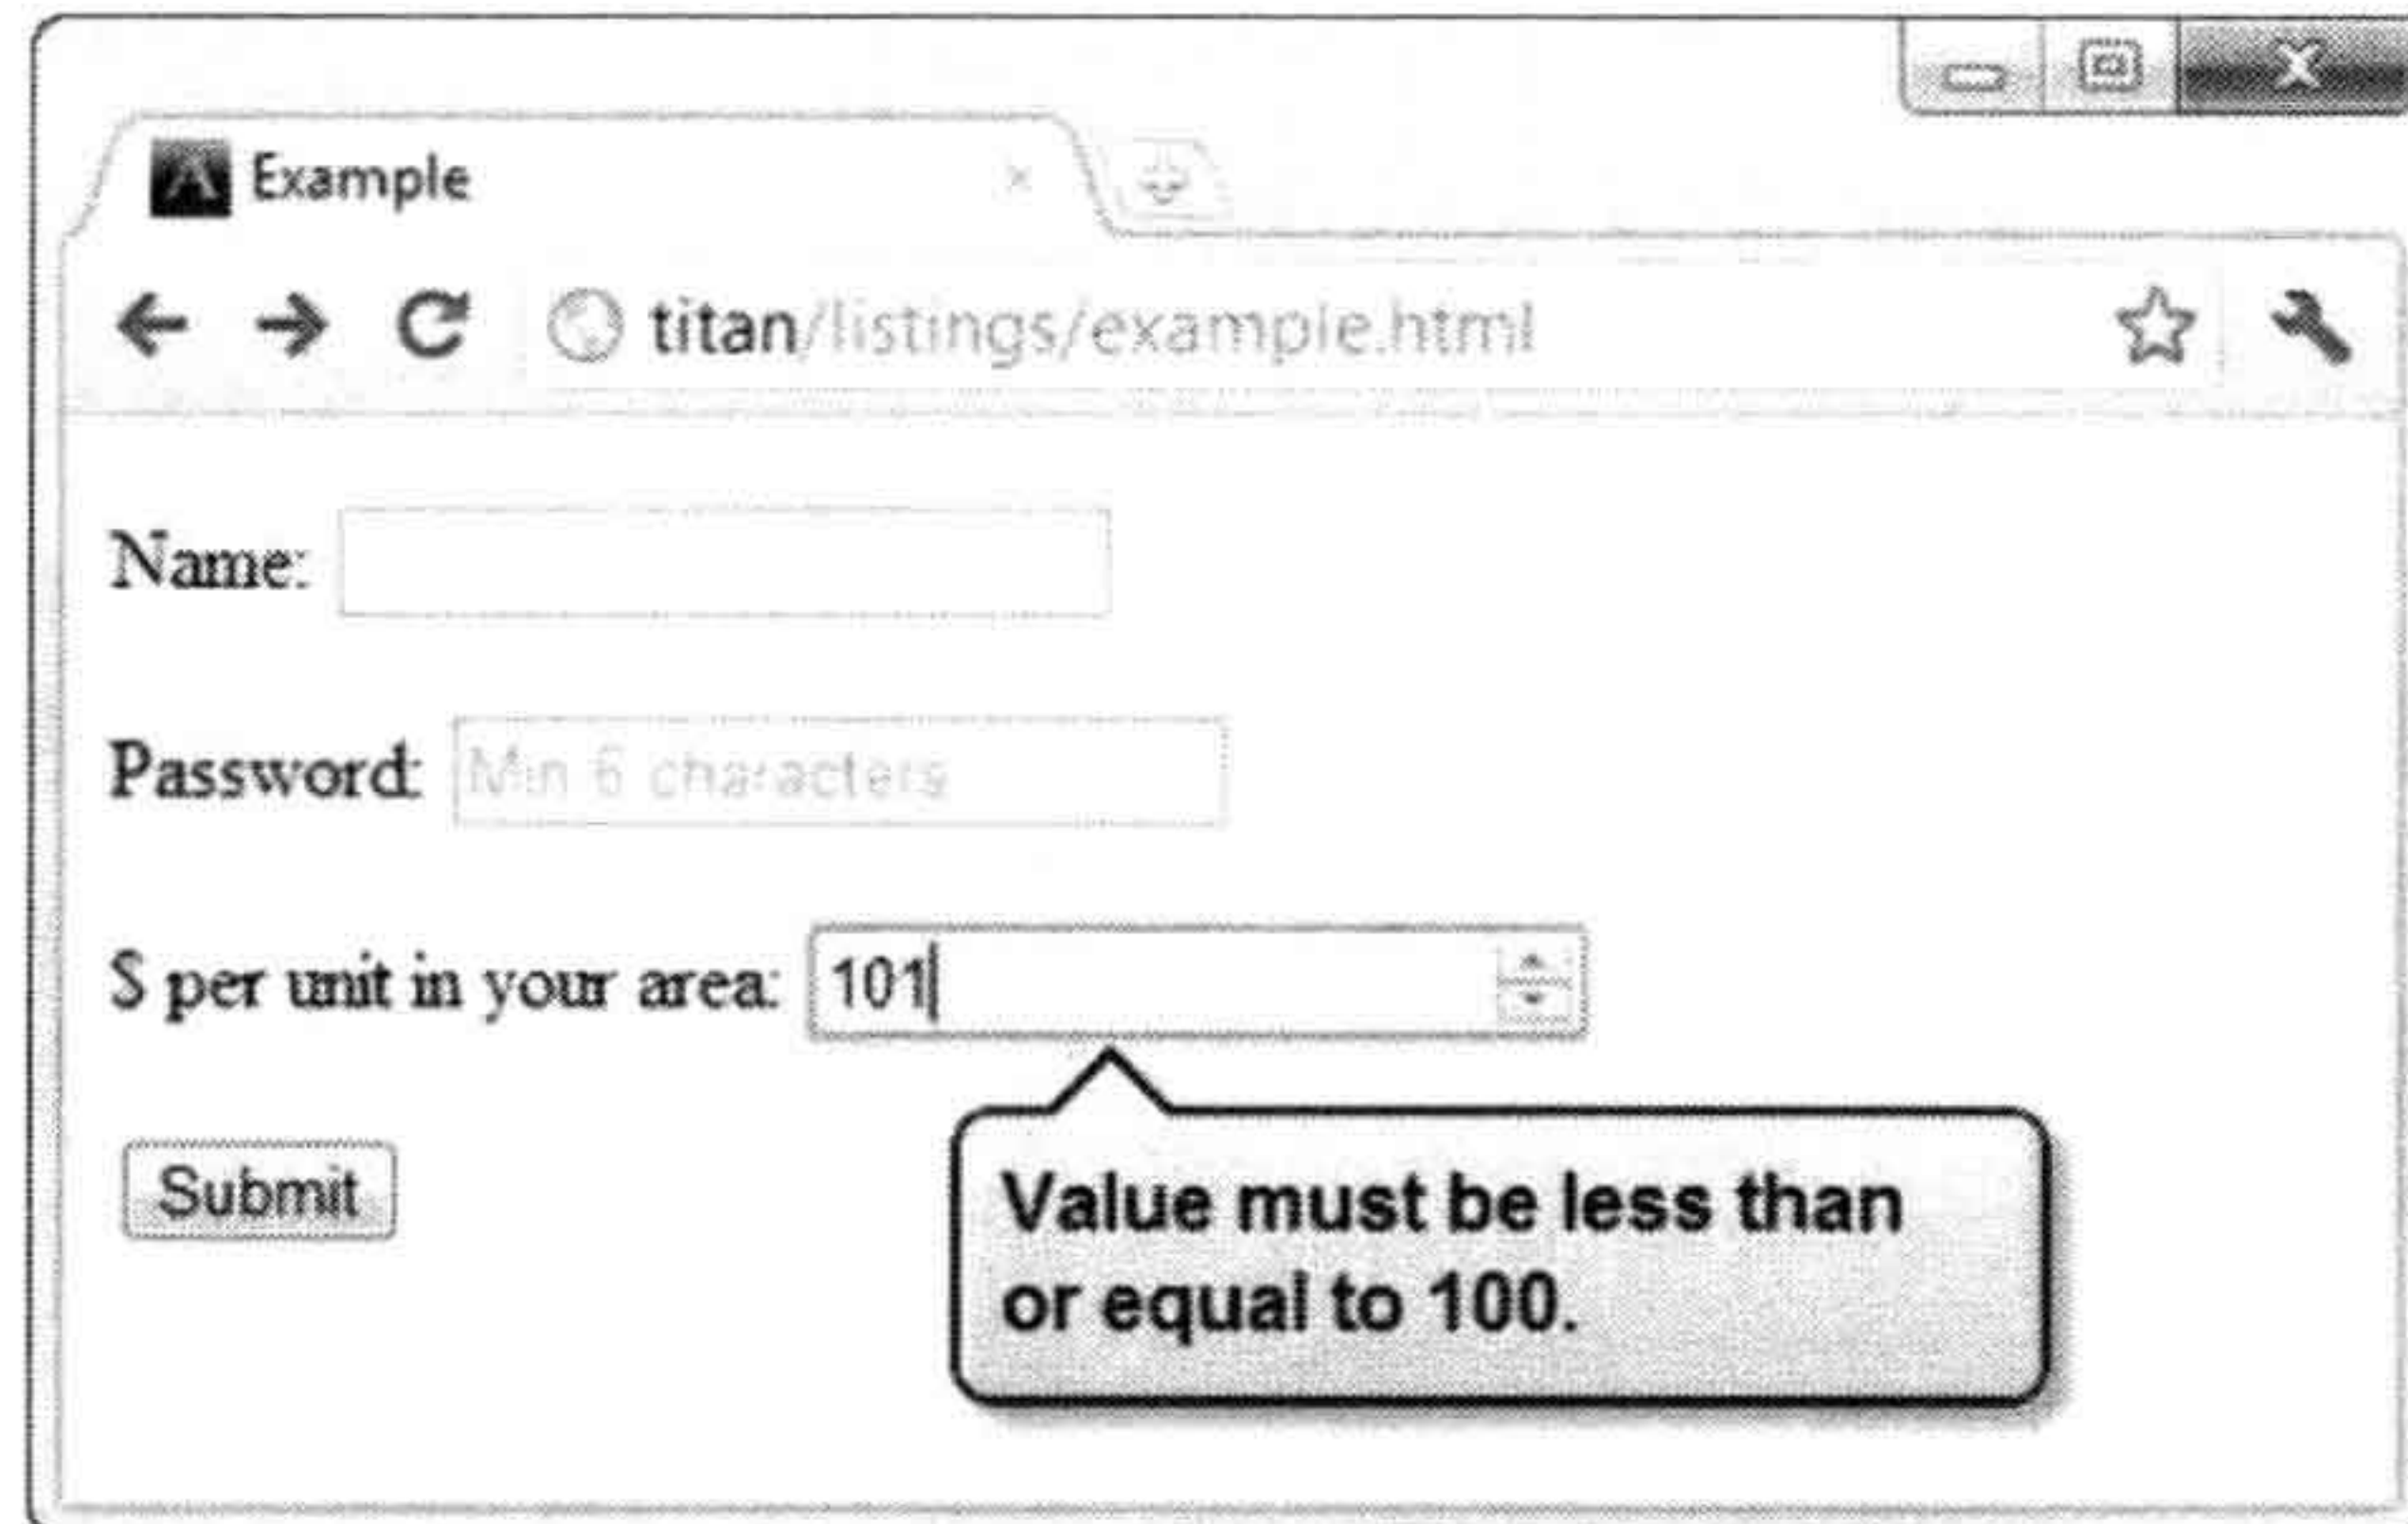 Example
titan/listings/example.html
Name:
Password: Min 6 characters
$ per unit in your area: 101
Value must be less than
or equal to 100.
Submit